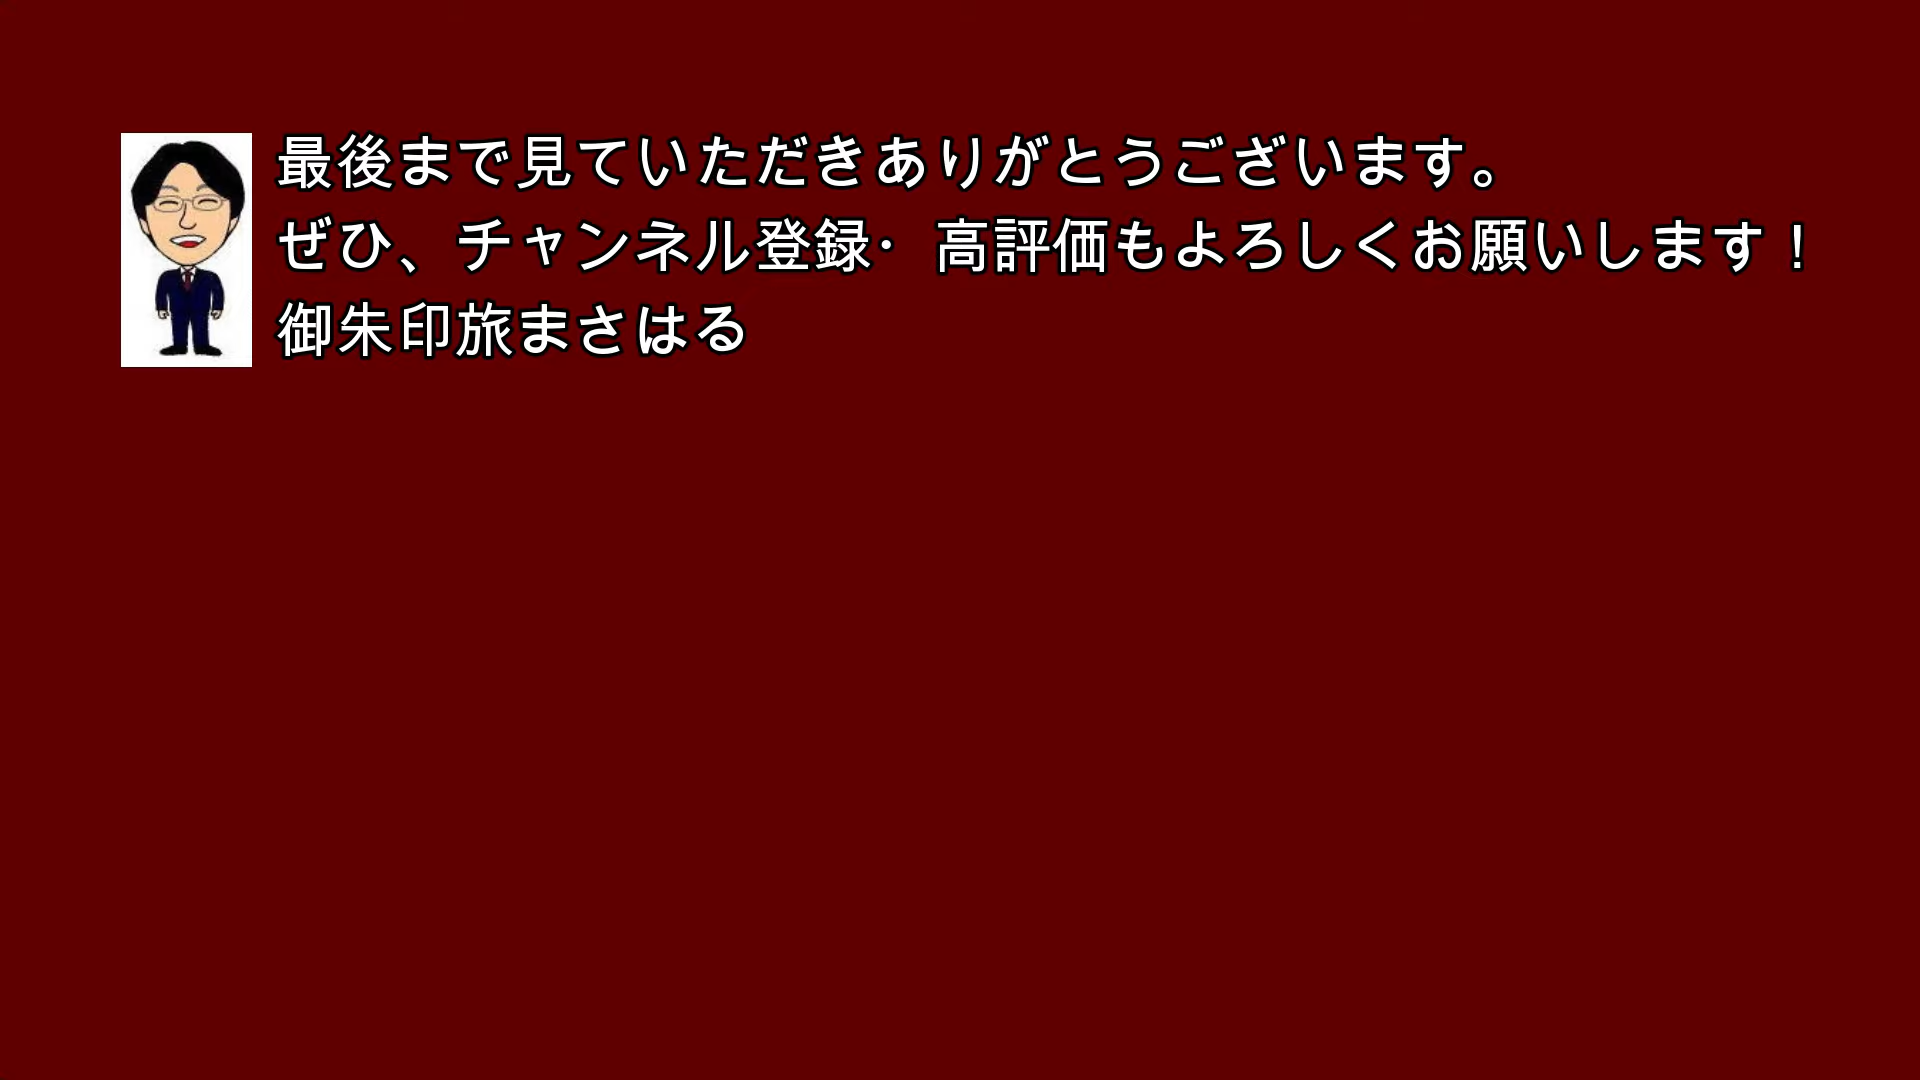 最後まで見ていただきありがとうございます。
ぜひ、チャンネル登録・高評価もよろしくお願いします！
御朱印旅まさはる